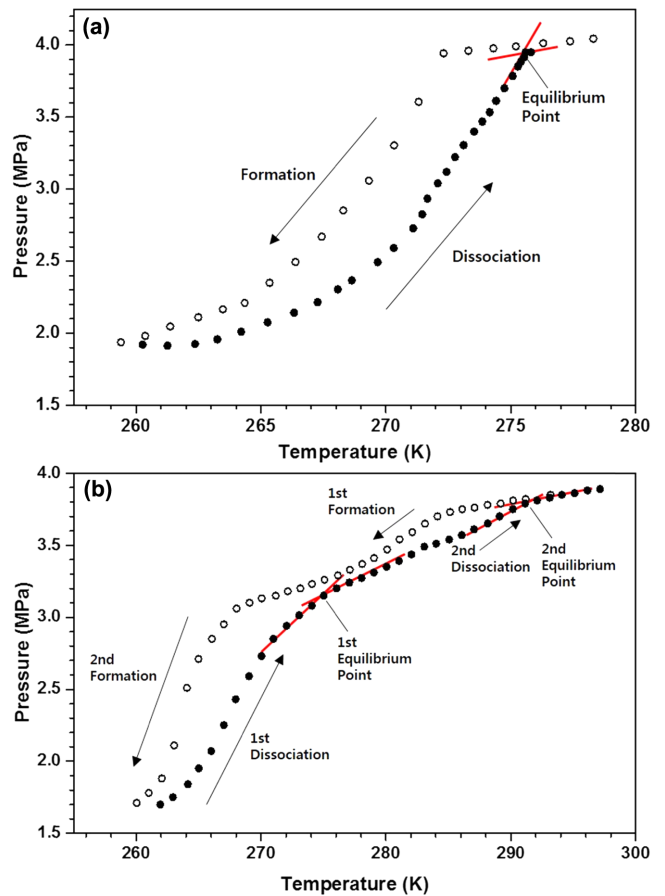 (a)
4.0
3.5
3.0
2.5
2.0
1.5
Pressure (MPa)
Equilibrium
Point
Formation
Dissociation
260
265
270
275
280
Temperature (K)
(b)
4.0
3.5
3.0
2.5
2.0
1.5
Pressure (MPa)
1st
Formation
2nd
Dissociation
2nd
Equilibrium
Point
1st
Equilibrium
Point
2nd
Formation
1st
Dissociation
260
270
280
290
300
Temperature (K)